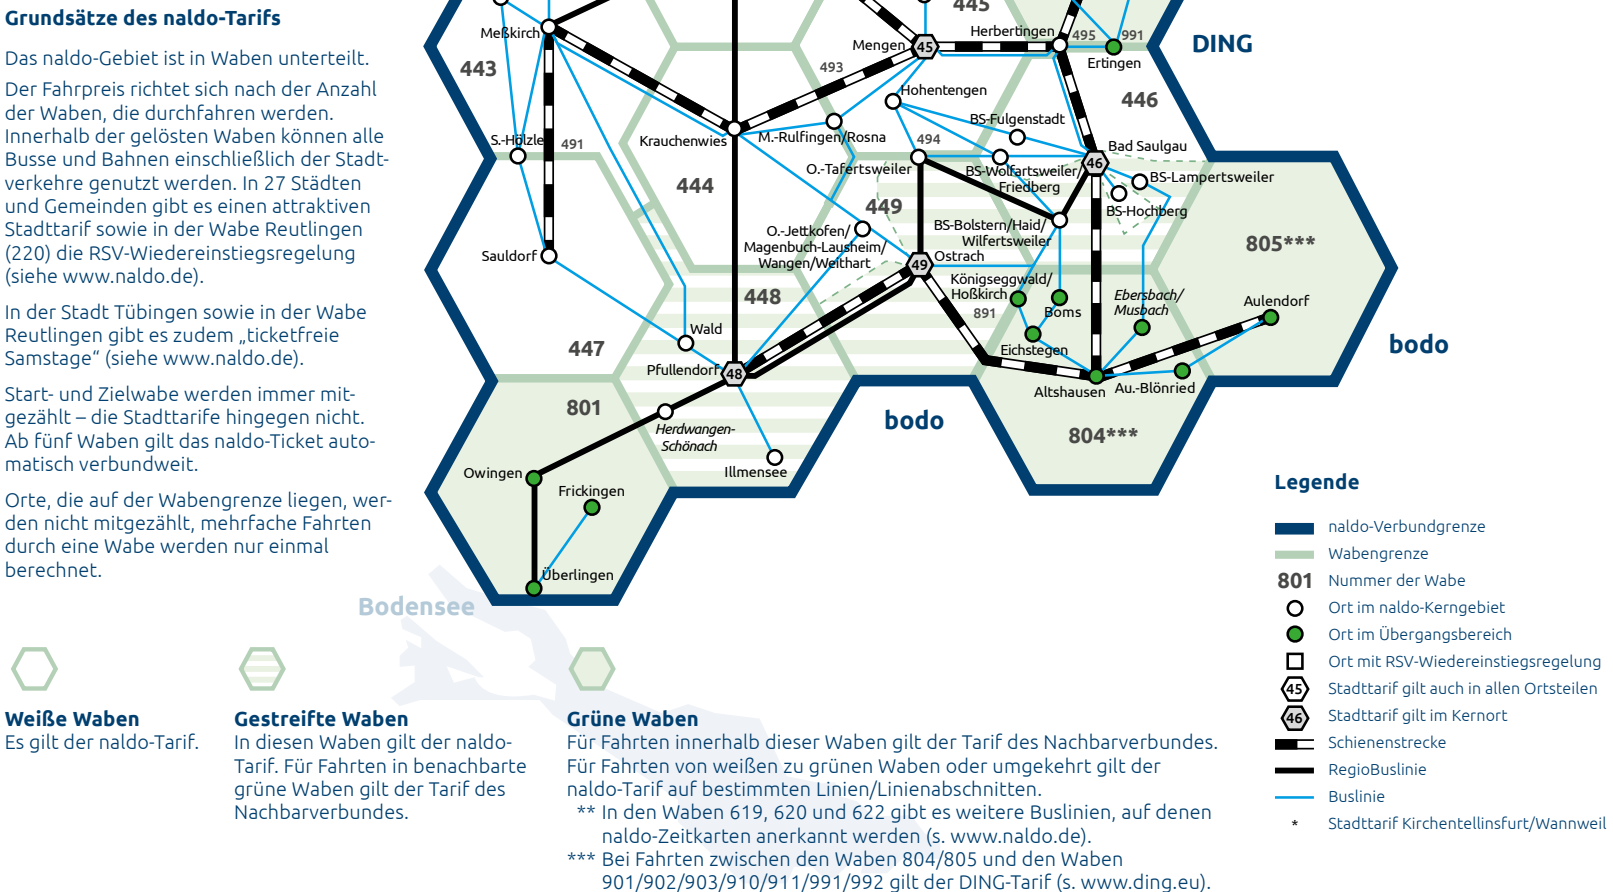 Grundsätze des naldo-Tarifs
Das naldo-Gebiet ist in Waben unterteilt.
Der Fahrpreis richtet sich nach der Anzahl
der Waben, die durchfahren werden.
Innerhalb der gelösten Waben können alle
Busse und Bahnen einschließlich der Stadt-
verkehre genutzt werden. In 27 Städten
und Gemeinden gibt es einen attraktiven
Stadttarif sowie in der Wabe Reutlingen
(220) die RSV-Wiedereinstiegsregelung
(siehe www.naldo.de).
In der Stadt Tübingen sowie in der Wabe
Reutlingen gibt es zudem „ticketfreie
Samstage“ (siehe www.naldo.de).
Start- und Zielwabe werden immer mit-
gezählt – die Stadttarife hingegen nicht.
Ab fünf Waben gilt das naldo-Ticket auto-
matisch verbundweit.
Orte, die auf der Wabengrenze liegen, wer-
den nicht mitgezählt, mehrfache Fahrten
durch eine Wabe werden nur einmal
berechnet.
445
Meßkirch
Mengen
45
Herbertingen
495
991
Ertingen
DING
443
493
Hohentengen
446
BS-Fulgenstadt
S.-Hölzle
491
Krauchenwies
M.-Rulfingen/Rosna
494
Bad Saulgau
46
O.-Tafertsweiler
BS-Wolfartsweiler/
Friedberg
BS-Lampertsweiler
444
449
BS-Hochberg
O.-Jettkofen/
Magenbuch-Lausheim/
Wangen/Weithart
BS-Bolstern/Haid/
Wilfertsweiler
805***
Sauldorf
49
Ostrach
Königseggwald/
Hoßkirch
448
891
Boms
Ebersbach/
Musbach
Aulendorf
Wald
447
Eichstegen
bodo
Pfullendorf
48
Altshausen
Au.-Blönried
801
bodo
804***
Herdwangen-
Schönach
Owingen
Illmensee
Frickingen
Überlingen
Bodensee
Legende
naldo-Verbundgrenze
Wabengrenze
801 Nummer der Wabe
Ort im naldo-Kerngebiet
Ort im Übergangsbereich
Ort mit RSV-Wiedereinstiegsregelung
45 Stadttarif gilt auch in allen Ortsteilen
46 Stadttarif gilt im Kernort
Schienenstrecke
RegioBuslinie
Buslinie
* Stadttarif Kirchentellinsfurt/Wannweil
Weiße Waben
Es gilt der naldo-Tarif.
Gestreifte Waben
In diesen Waben gilt der naldo-
Tarif. Für Fahrten in benachbarte
grüne Waben gilt der Tarif des
Nachbarverbundes.
Grüne Waben
Für Fahrten innerhalb dieser Waben gilt der Tarif des Nachbarverbundes.
Für Fahrten von weißen zu grünen Waben oder umgekehrt gilt der
naldo-Tarif auf bestimmten Linien/Linienabschnitten.
** In den Waben 619, 620 und 622 gibt es weitere Buslinien, auf denen
naldo-Zeitkarten anerkannt werden (s. www.naldo.de).
*** Bei Fahrten zwischen den Waben 804/805 und den Waben
901/902/903/910/911/991/992 gilt der DING-Tarif (s. www.ding.eu).